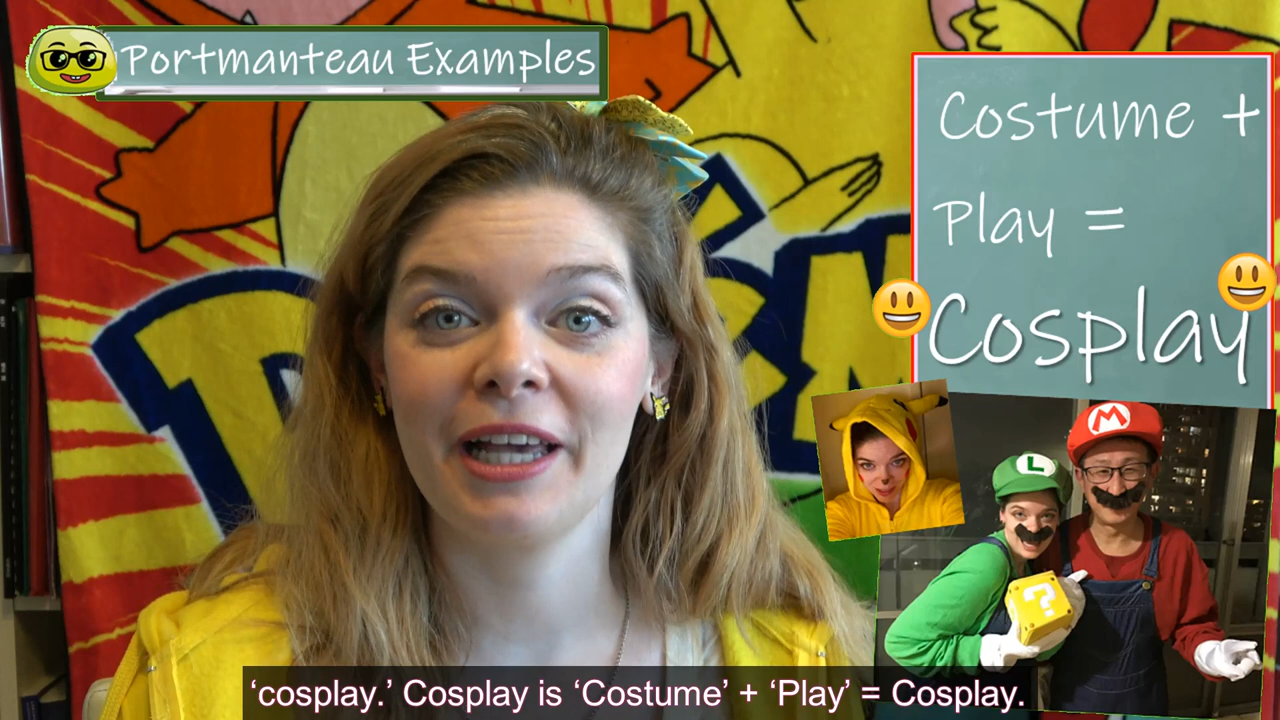 Portmanteau Examples
Costume +
Play =
Cosplay
M
L
?
‘cosplay.’ Cosplay is ‘Costume’ + ‘Play’ = Cosplay.